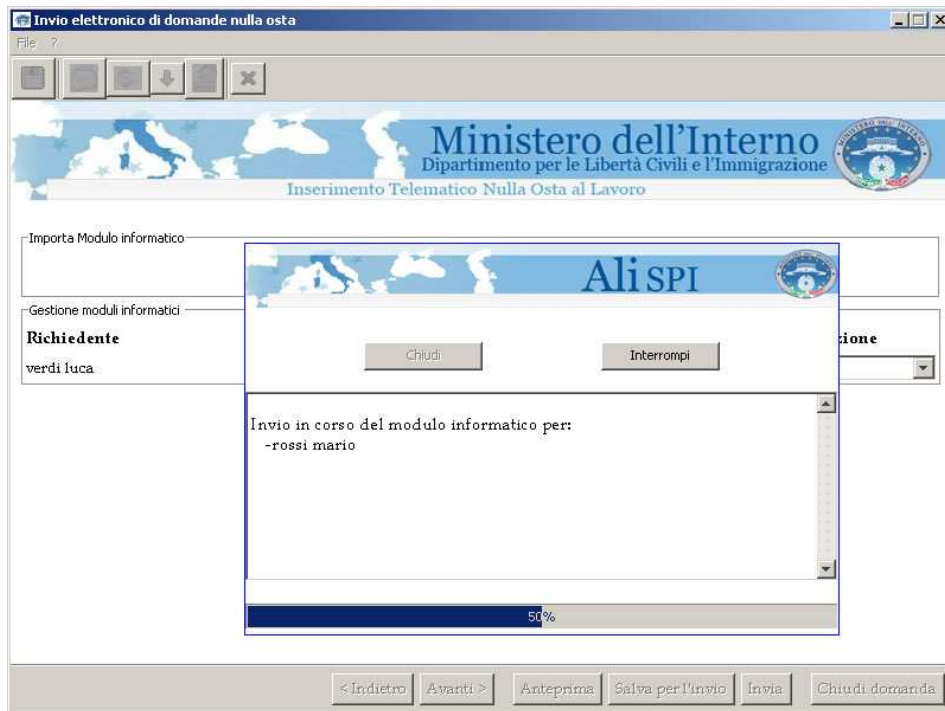 Invio elettronico di domande nulla osta
File ?
Ministero dell'Interno
Dipartimento per le Libertà Civili e l'Immigrazione
Inserimento Telematico Nulla Osta al Lavoro
Importa Modulo informatico
Ali SPI
Gestione moduli informatici
Richiedente
zione
Chiudi Interrompi
verdi luca
Invio in corso del modulo informatico per:
-rossi mario
50%
< Indietro Avanti > Anteprima Salva per l'invio Invia Chiudi domanda